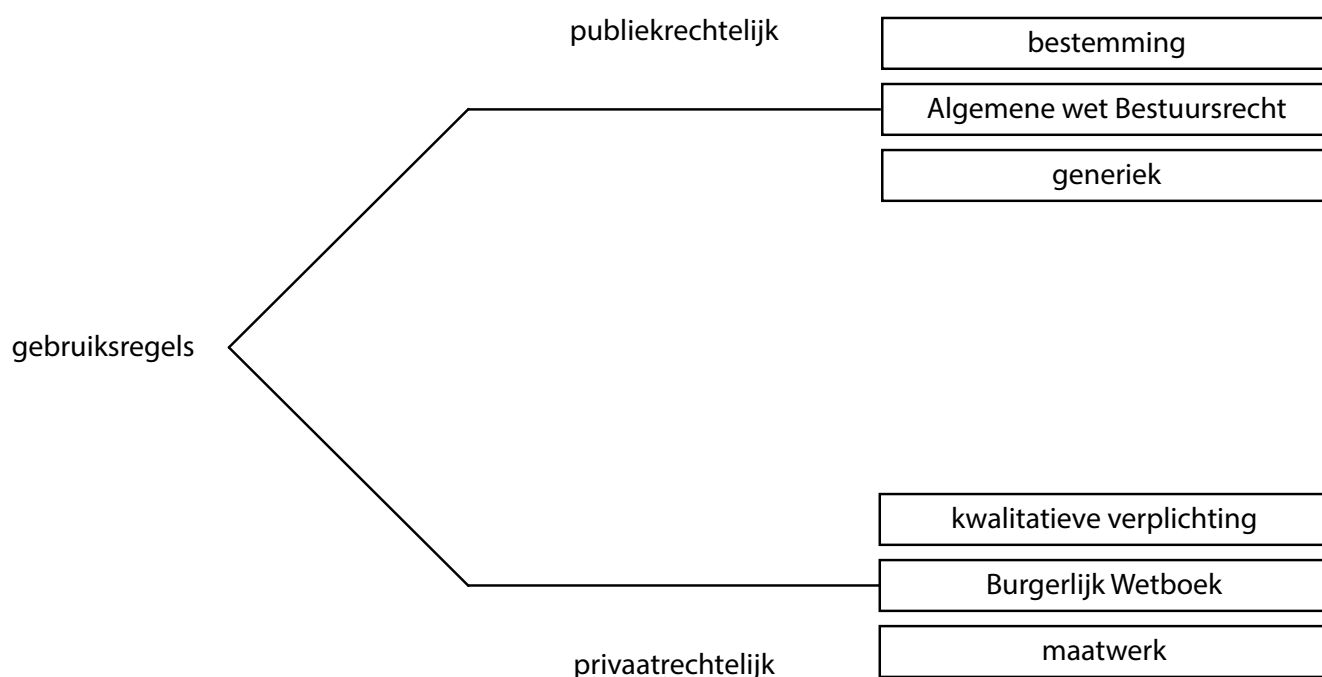 publiekrechtelijk
bestemming
Algemene wet Bestuursrecht
generiek
gebruiksregels
kwalitatieve verplichting
Burgerlijk Wetboek
maatwerk
privaatrechtelijk